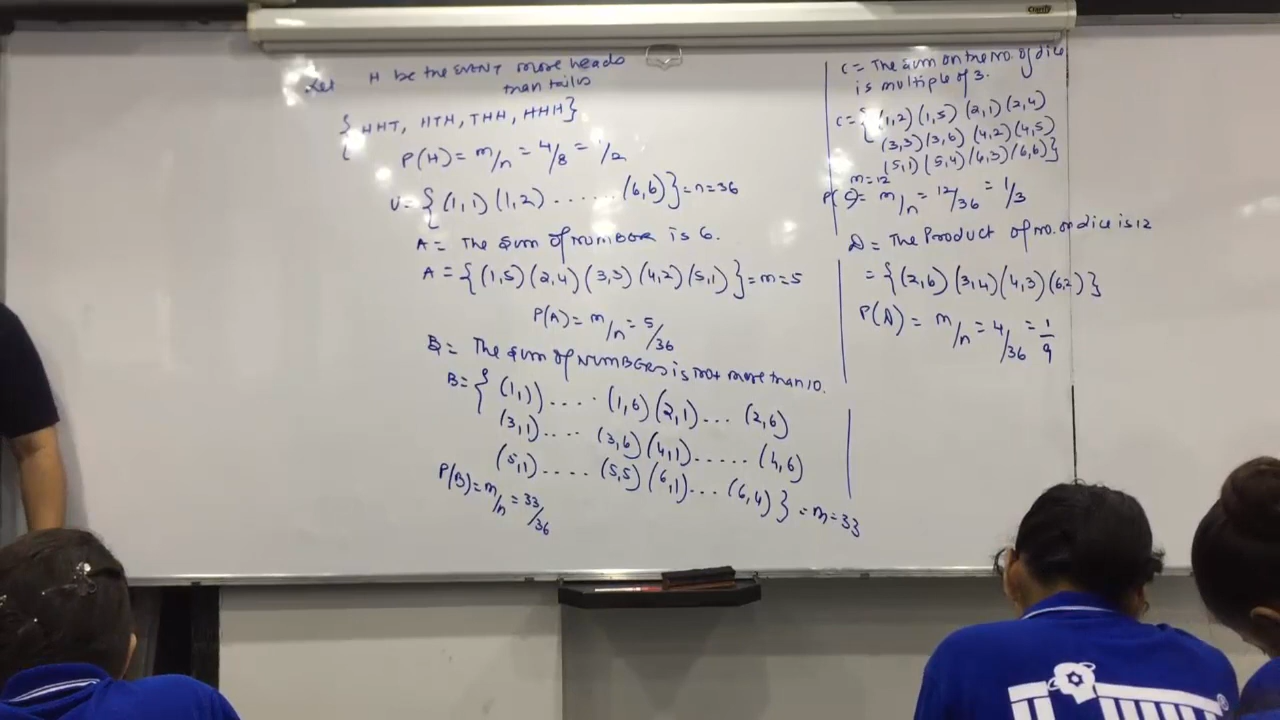 Let H be the EVENT more heads
than tails
{HHT, HTH, THH, HHH}
P(H) = m/n = 4/8 = 1/2
U = { (1,1) (1,2) ...... (6,6) } = n = 36
A = The sum of NUMBER is 6.
A = { (1,5) (2,4) (3,3) (4,2) (5,1) } = m = 5
P(A) = m/n = 5/36
B = The sum of NUMBERS is not more than 10.
B = { (1,1) .... (1,6) (2,1) ... (2,6)
(3,1) .... (3,6) (4,1) ..... (4,6)
(5,1) .... (5,5) (6,1) ... (6,4) } = m = 33
P(B) = m/n = 33/36
C = The sum on the no. of dice
is multiple of 3.
C = { (1,2) (1,5) (2,1) (2,4)
(3,3) (3,6) (4,2) (4,5)
(5,1) (5,4) (6,3) (6,6) }
m = 12
P(C) = m/n = 12/36 = 1/3
D = The Product of no. on dice is 12
= { (2,6) (3,4) (4,3) (6,2) }
P(D) = m/n = 4/36 = 1/9